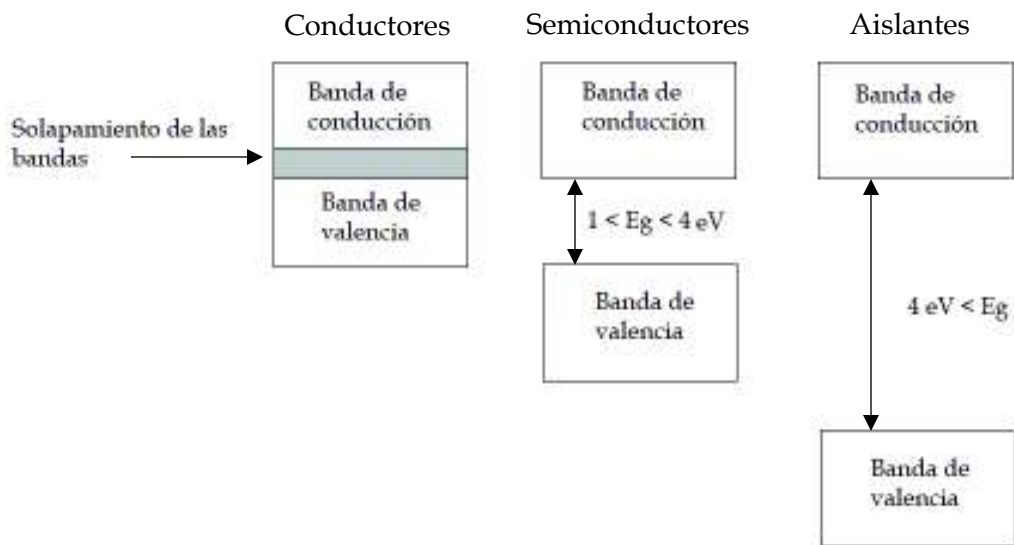 Conductores
Semiconductores
Aislantes
Solapamiento de las
bandas
Banda de
conducción
Banda de
valencia
Banda de
conducción
1 < Eg < 4 eV
Banda de
valencia
Banda de
conducción
4 eV < Eg
Banda de
valencia